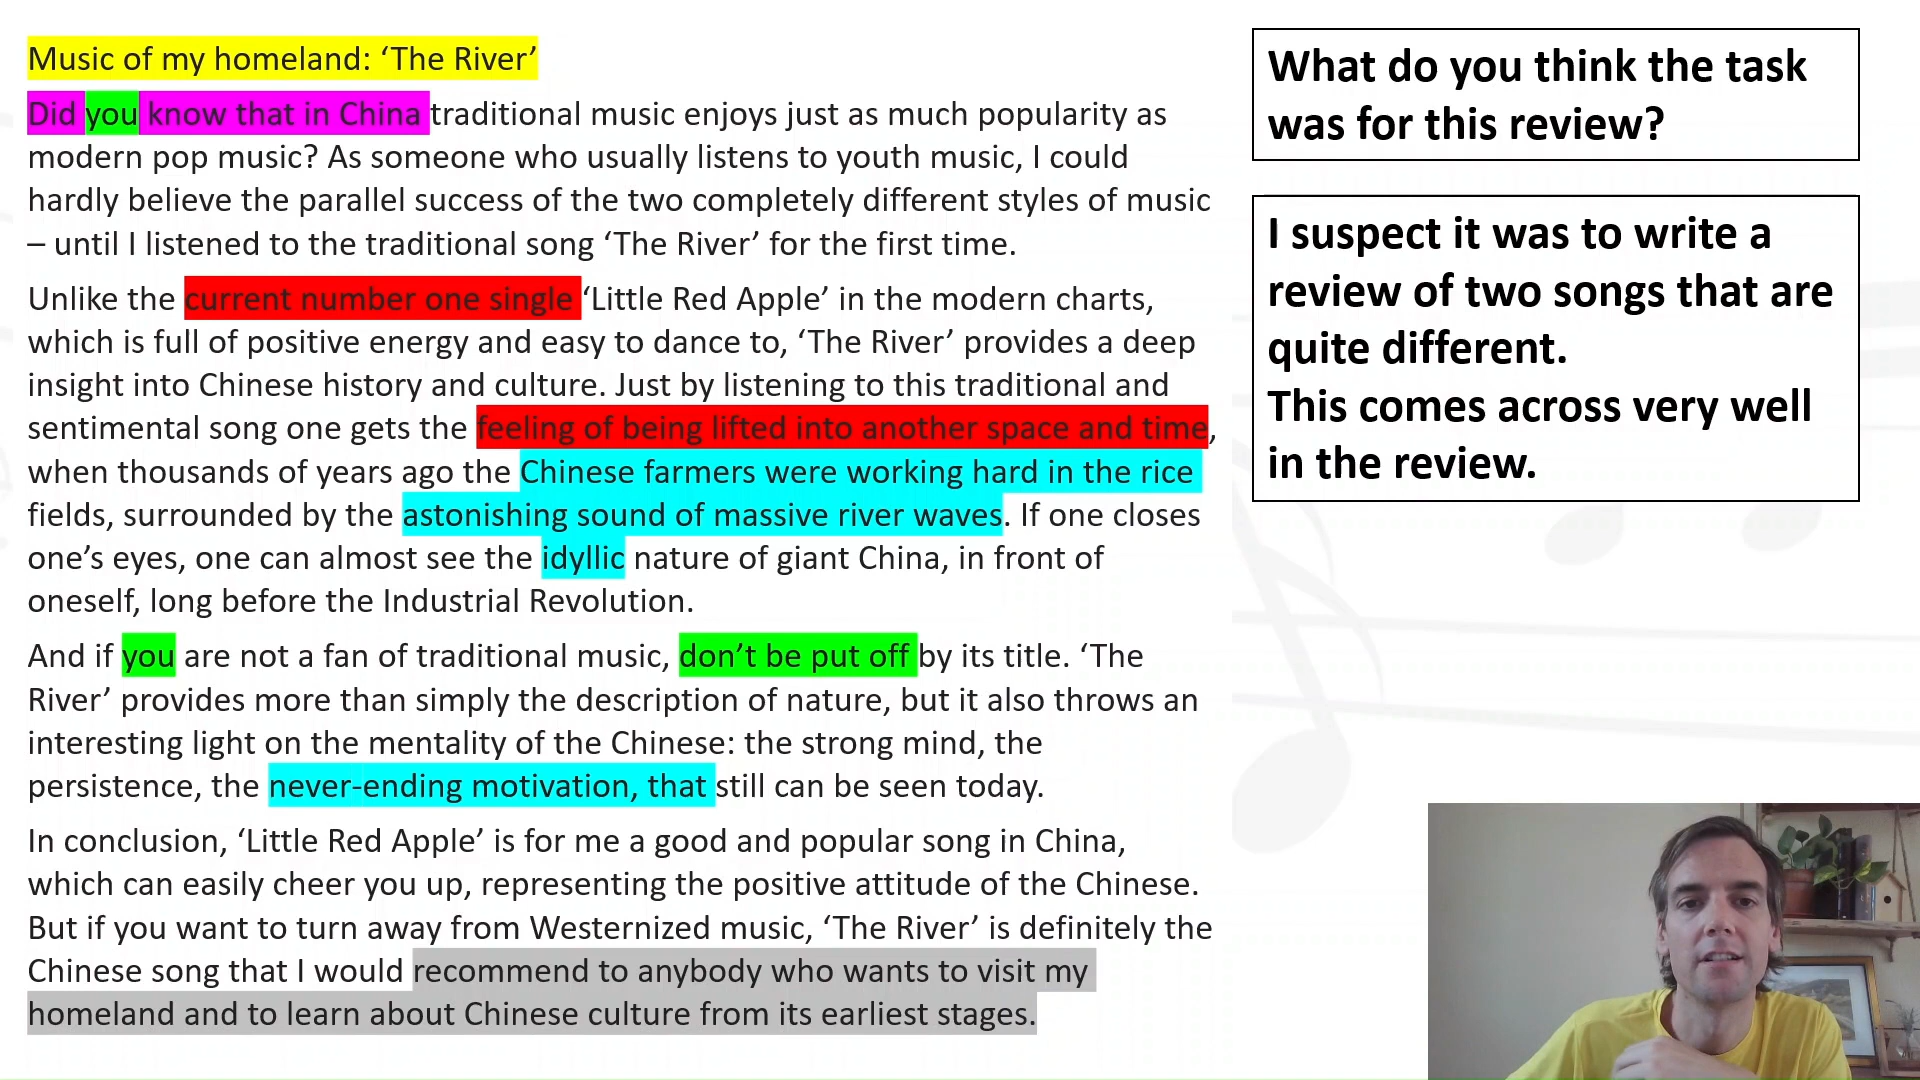 Music of my homeland: ‘The River’
Did you know that in China traditional music enjoys just as much popularity as
modern pop music? As someone who usually listens to youth music, I could
hardly believe the parallel success of the two completely different styles of music
– until I listened to the traditional song ‘The River’ for the first time.
Unlike the current number one single ‘Little Red Apple’ in the modern charts,
which is full of positive energy and easy to dance to, ‘The River’ provides a deep
insight into Chinese history and culture. Just by listening to this traditional and
sentimental song one gets the feeling of being lifted into another space and time,
when thousands of years ago the Chinese farmers were working hard in the rice
fields, surrounded by the astonishing sound of massive river waves. If one closes
one’s eyes, one can almost see the idyllic nature of giant China, in front of
oneself, long before the Industrial Revolution.
And if you are not a fan of traditional music, don’t be put off by its title. ‘The
River’ provides more than simply the description of nature, but it also throws an
interesting light on the mentality of the Chinese: the strong mind, the
persistence, the never-ending motivation, that still can be seen today.
In conclusion, ‘Little Red Apple’ is for me a good and popular song in China,
which can easily cheer you up, representing the positive attitude of the Chinese.
But if you want to turn away from Westernized music, ‘The River’ is definitely the
Chinese song that I would recommend to anybody who wants to visit my
homeland and to learn about Chinese culture from its earliest stages.
What do you think the task
was for this review?
I suspect it was to write a
review of two songs that are
quite different.
This comes across very well
in the review.